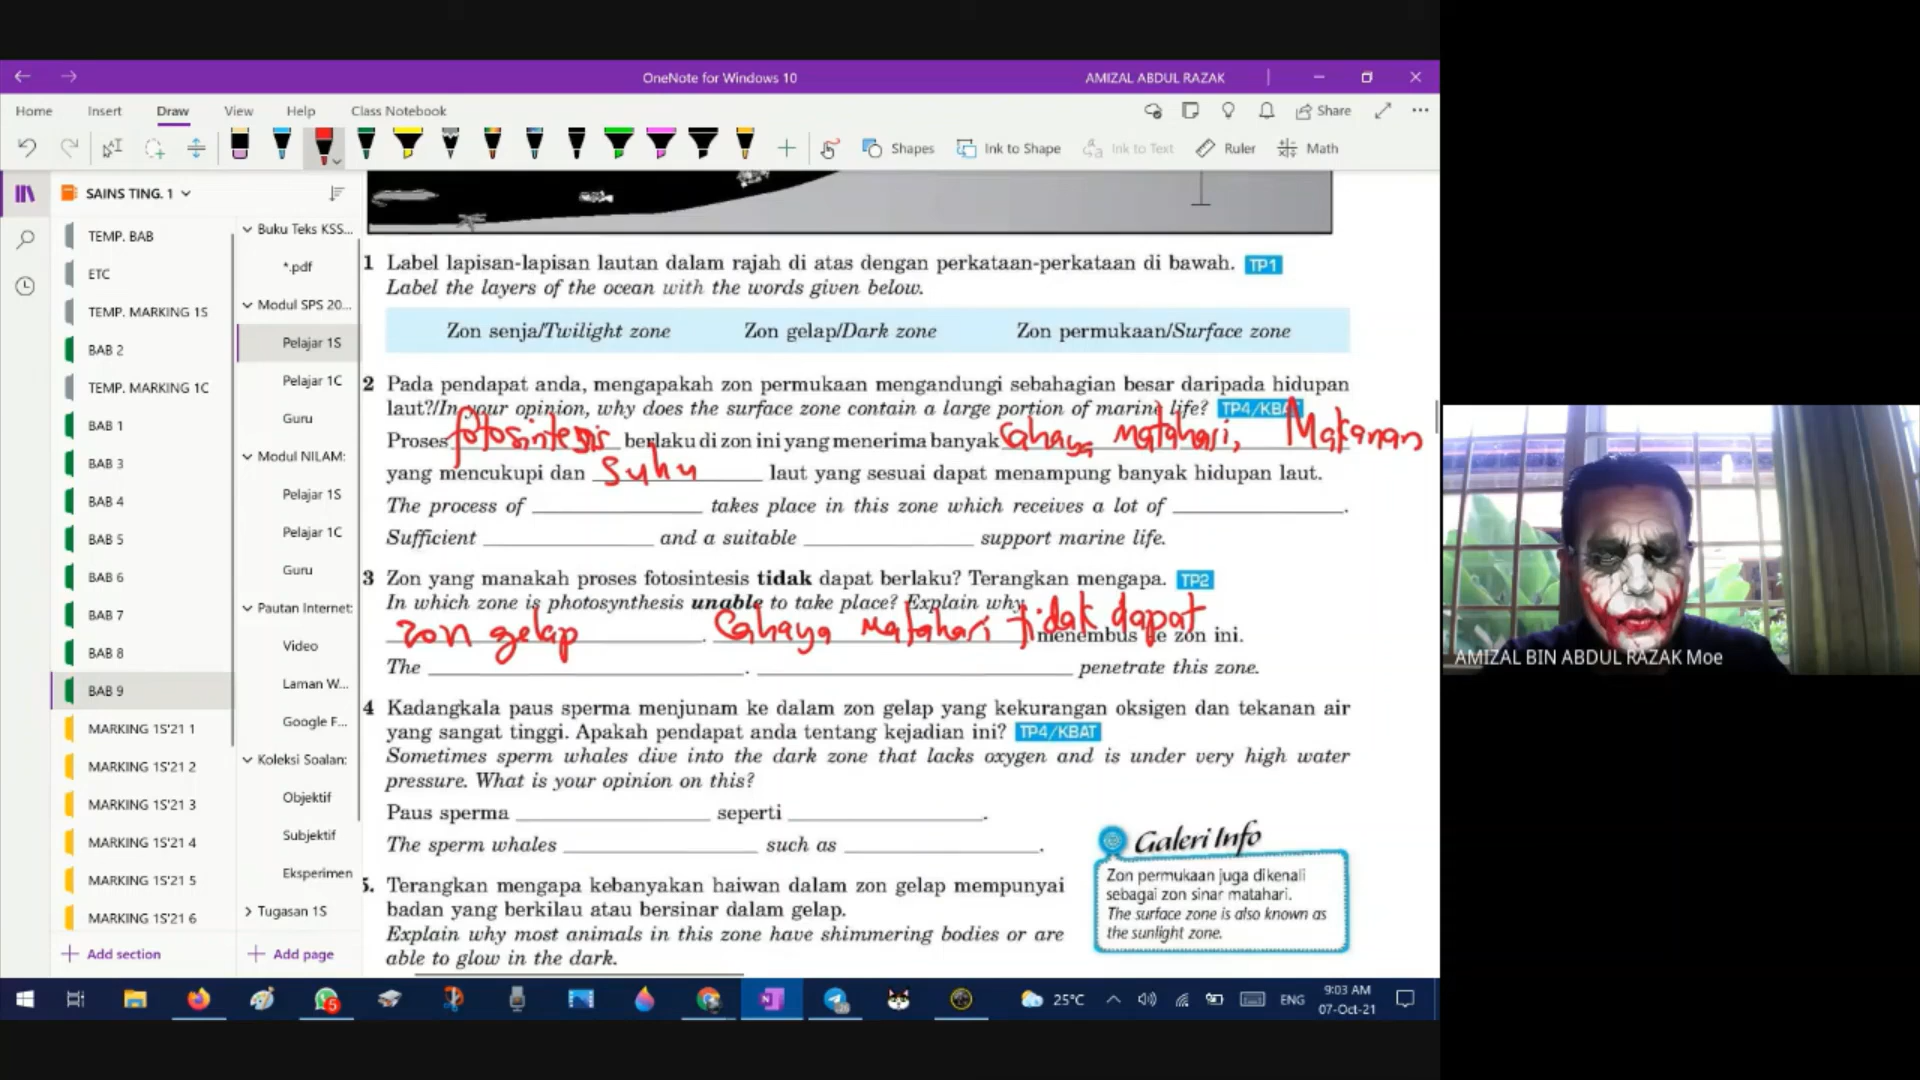 OneNote for Windows 10
AMIZAL ABDUL RAZAK
Home Insert Draw View Help Class Notebook
Share
Shapes Ink to Shape Ink to Text Ruler Math
SAINS TING. 1
TEMP. BAB
ETC
TEMP. MARKING 1S
BAB 2
TEMP. MARKING 1C
BAB 1
BAB 3
BAB 4
BAB 5
BAB 6
BAB 7
BAB 8
BAB 9
MARKING 1S'21 1
MARKING 1S'21 2
MARKING 1S'21 3
MARKING 1S'21 4
MARKING 1S'21 5
MARKING 1S'21 6
Add section
Buku Teks KSS...
*.pdf
Modul SPS 20...
Pelajar 1S
Pelajar 1C
Guru
Modul NILAM:
Pelajar 1S
Pelajar 1C
Guru
Pautan Internet:
Video
Laman W...
Google F...
Koleksi Soalan:
Objektif
Subjektif
Eksperimen
Tugasan 1S
Add page
1 Label lapisan-lapisan lautan dalam rajah di atas dengan perkataan-perkataan di bawah. TP1
Label the layers of the ocean with the words given below.
Zon senja/Twilight zone Zon gelap/Dark zone Zon permukaan/Surface zone
2 Pada pendapat anda, mengapakah zon permukaan mengandungi sebahagian besar daripada hidupan
laut?/In your opinion, why does the surface zone contain a large portion of marine life? TP4/KBAT
Proses fotosintesis berlaku di zon ini yang menerima banyak Cahaya Matahari, Makanan
yang mencukupi dan suhu laut yang sesuai dapat menampung banyak hidupan laut.
The process of ____ takes place in this zone which receives a lot of ____.
Sufficient ____ and a suitable ____ support marine life.
3 Zon yang manakah proses fotosintesis tidak dapat berlaku? Terangkan mengapa. TP2
In which zone is photosynthesis unable to take place? Explain why.
zon gelap. Cahaya Matahari tidak dapat menembus ke zon ini.
The ____. ____ penetrate this zone.
4 Kadangkala paus sperma menjunam ke dalam zon gelap yang kekurangan oksigen dan tekanan air
yang sangat tinggi. Apakah pendapat anda tentang kejadian ini? TP4/KBAT
Sometimes sperm whales dive into the dark zone that lacks oxygen and is under very high water
pressure. What is your opinion on this?
Paus sperma ____ seperti ____.
The sperm whales ____ such as ____.
5. Terangkan mengapa kebanyakan haiwan dalam zon gelap mempunyai
badan yang berkilau atau bersinar dalam gelap.
Explain why most animals in this zone have shimmering bodies or are
able to glow in the dark.
Galeri Info
Zon permukaan juga dikenali
sebagai zon sinar matahari.
The surface zone is also known as
the sunlight zone.
AMIZAL BIN ABDUL RAZAK Moe
5
25°C
ENG
9:03 AM
07-Oct-21